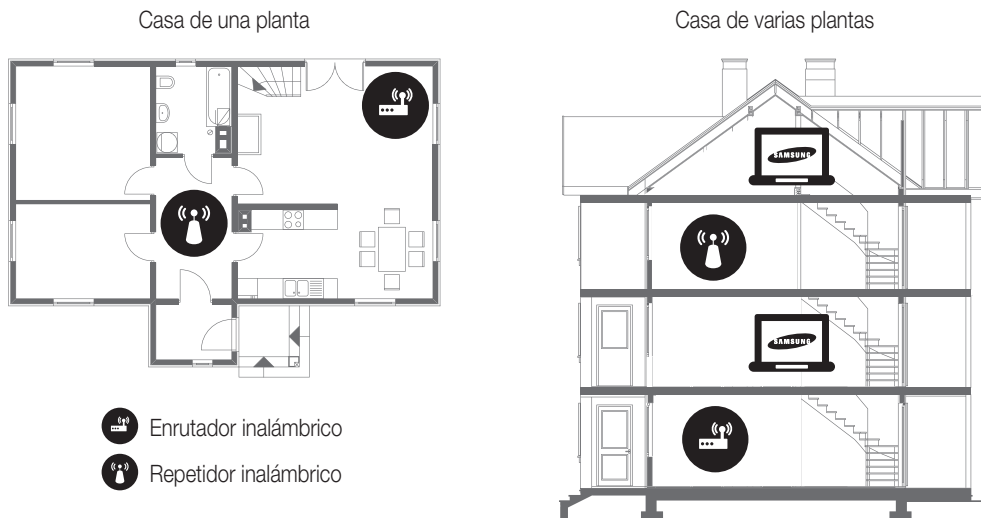 Casa de una planta
Casa de varias plantas
SAMSUNG
SAMSUNG
Enrutador inalámbrico
Repetidor inalámbrico